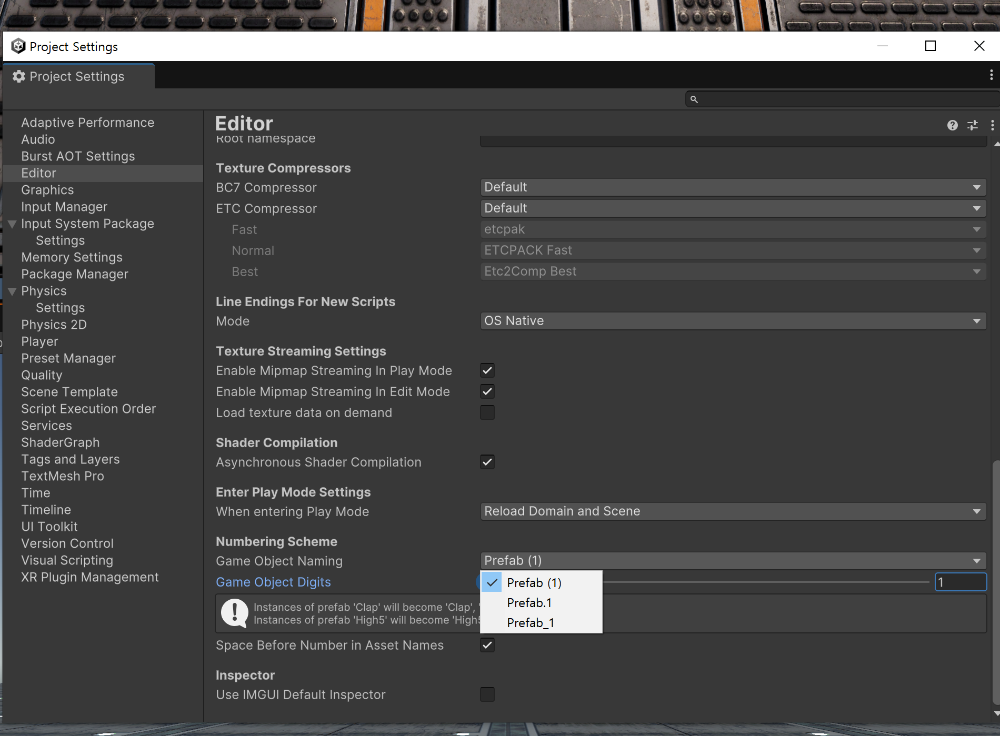 Project Settings
Project Settings
Adaptive Performance
Audio
Burst AOT Settings
Editor
Graphics
Input Manager
Input System Package
Settings
Memory Settings
Package Manager
Physics
Settings
Physics 2D
Player
Preset Manager
Quality
Scene Template
Script Execution Order
Services
ShaderGraph
Tags and Layers
TextMesh Pro
Time
Timeline
UI Toolkit
Version Control
Visual Scripting
XR Plugin Management
Editor
Root namespace
Texture Compressors
BC7 Compressor Default
ETC Compressor Default
Fast etcpak
Normal ETCPACK Fast
Best Etc2Comp Best
Line Endings For New Scripts
Mode OS Native
Texture Streaming Settings
Enable Mipmap Streaming In Play Mode
Enable Mipmap Streaming In Edit Mode
Load texture data on demand
Shader Compilation
Asynchronous Shader Compilation
Enter Play Mode Settings
When entering Play Mode Reload Domain and Scene
Numbering Scheme
Game Object Naming Prefab (1)
Game Object Digits 1
Prefab (1)
Prefab.1
Prefab_1
Instances of prefab 'Clap' will become 'Clap', '
Instances of prefab 'High5' will become 'High5
Space Before Number in Asset Names
Inspector
Use IMGUI Default Inspector